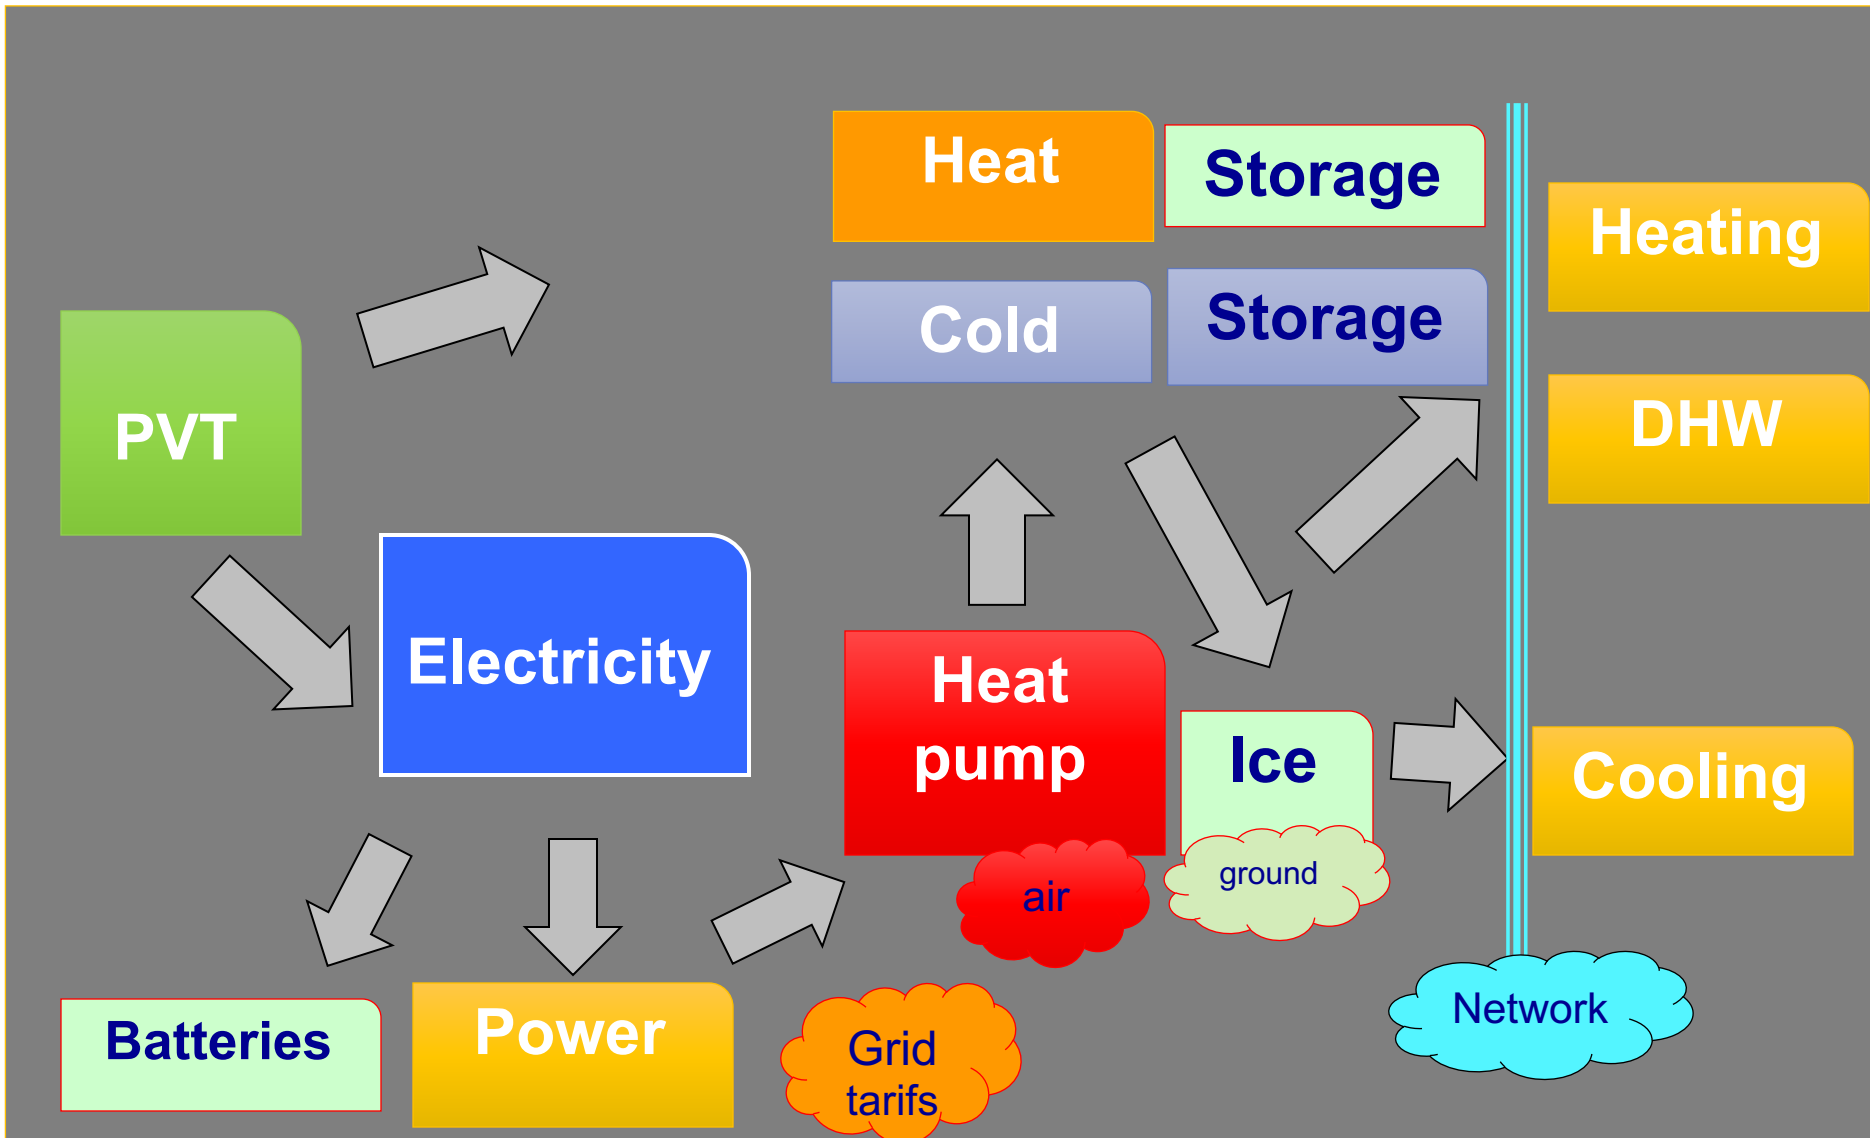 Heat
Storage
Heating
Cold
Storage
PVT
DHW
Electricity
Heat
pump
Ice
Cooling
air
ground
Batteries
Power
Grid
tarifs
Network